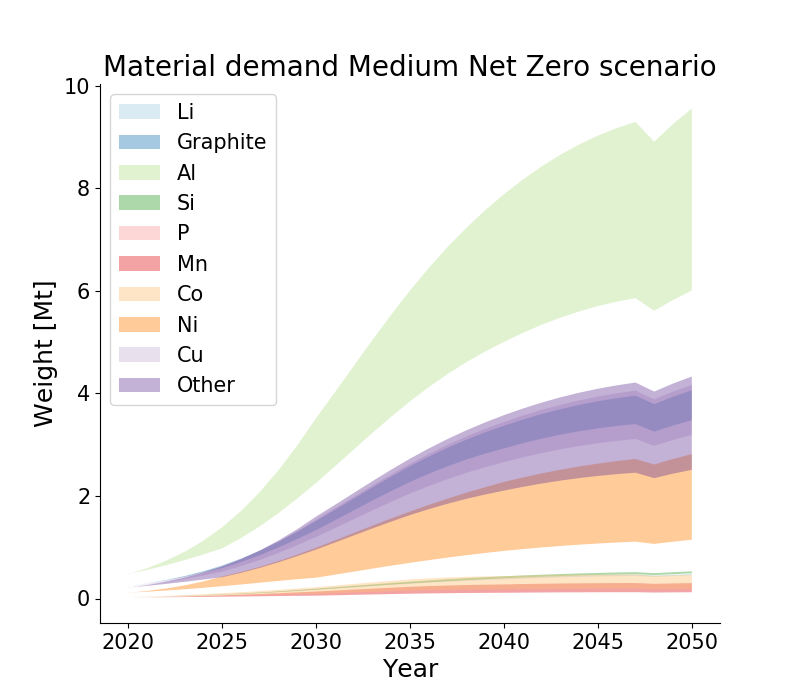 Material demand Medium Net Zero scenario
10
8
6
4
2
0
Weight [Mt]
Li
Graphite
Al
Si
P
Mn
Co
Ni
Cu
Other
2020 2025 2030 2035 2040 2045 2050
Year